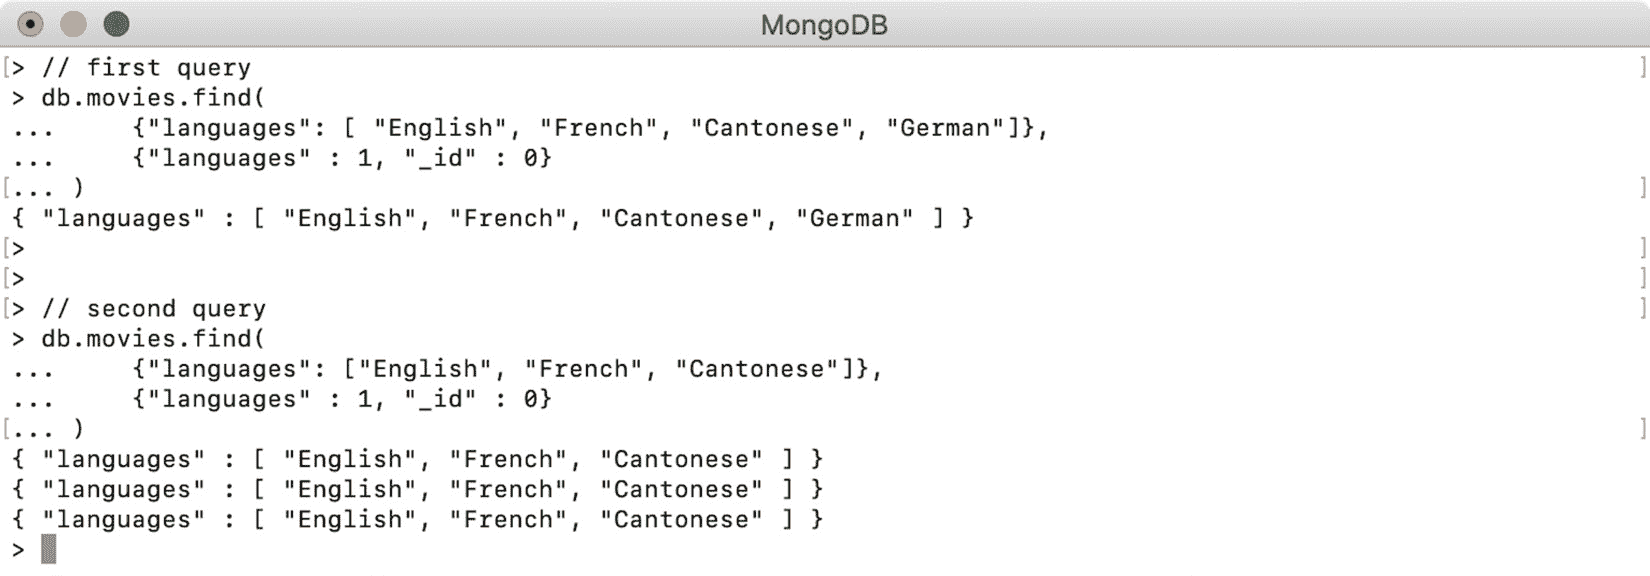 MongoDB
[> // first query ]
> db.movies.find(
...     {"languages": [ "English", "French", "Cantonese", "German"]},
...     {"languages" : 1, "_id" : 0}
[... ) ]
{ "languages" : [ "English", "French", "Cantonese", "German" ] }
[> ]
[> ]
[> // second query ]
> db.movies.find(
...     {"languages": ["English", "French", "Cantonese"]},
...     {"languages" : 1, "_id" : 0}
[... ) ]
{ "languages" : [ "English", "French", "Cantonese" ] }
{ "languages" : [ "English", "French", "Cantonese" ] }
{ "languages" : [ "English", "French", "Cantonese" ] }
>